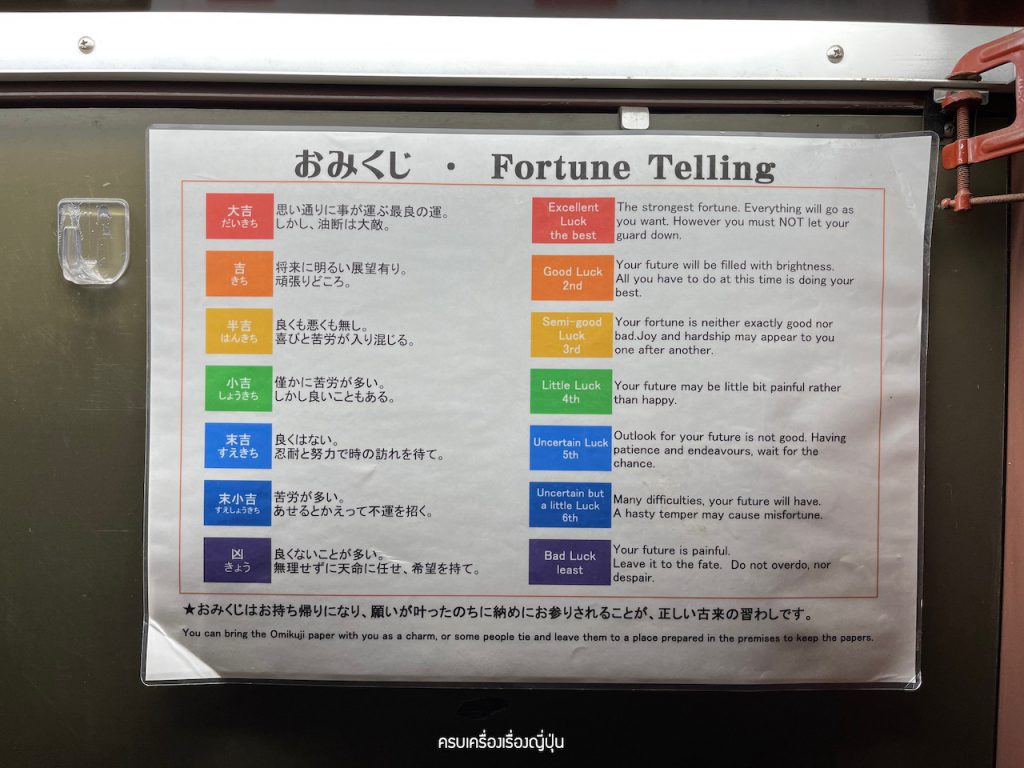 おみくじ ・ Fortune Telling
大吉
だいきち
思い通りに事が運ぶ最良の運。
しかし、油断は大敵。
Excellent
Luck
the best
The strongest fortune. Everything will go as
you want. However you must NOT let your
guard down.
吉
きち
将来に明るい展望有り。
頑張りどころ。
Good Luck
2nd
Your future will be filled with brightness.
All you have to do at this time is doing your
best.
半吉
はんきち
良くも悪くも無し。
喜びと苦労が入り混じる。
Semi-good
Luck
3rd
Your fortune is neither exactly good nor
bad.Joy and hardship may appear to you
one after another.
小吉
しょうきち
僅かに苦労が多い。
しかし良いこともある。
Little Luck
4th
Your future may be little bit painful rather
than happy.
末吉
すえきち
良くはない。
忍耐と努力で時の訪れを待て。
Uncertain Luck
5th
Outlook for your future is not good. Having
patience and endeavours, wait for the
chance.
末小吉
すえしょうきち
苦労が多い。
あせるとかえって不運を招く。
Uncertain but
a little Luck
6th
Many difficulties, your future will have.
A hasty temper may cause misfortune.
凶
きょう
良くないことが多い。
無理せずに天命に任せ、希望を持て。
Bad Luck
least
Your future is painful.
Leave it to the fate. Do not overdo, nor
despair.
★おみくじはお持ち帰りになり、願いが叶ったのちに納めにお参りされることが、正しい古来の習わしです。
You can bring the Omikuji paper with you as a charm, or some people tie and leave them to a place prepared in the premises to keep the papers.
ครบเครื่องเรื่องญี่ปุ่น